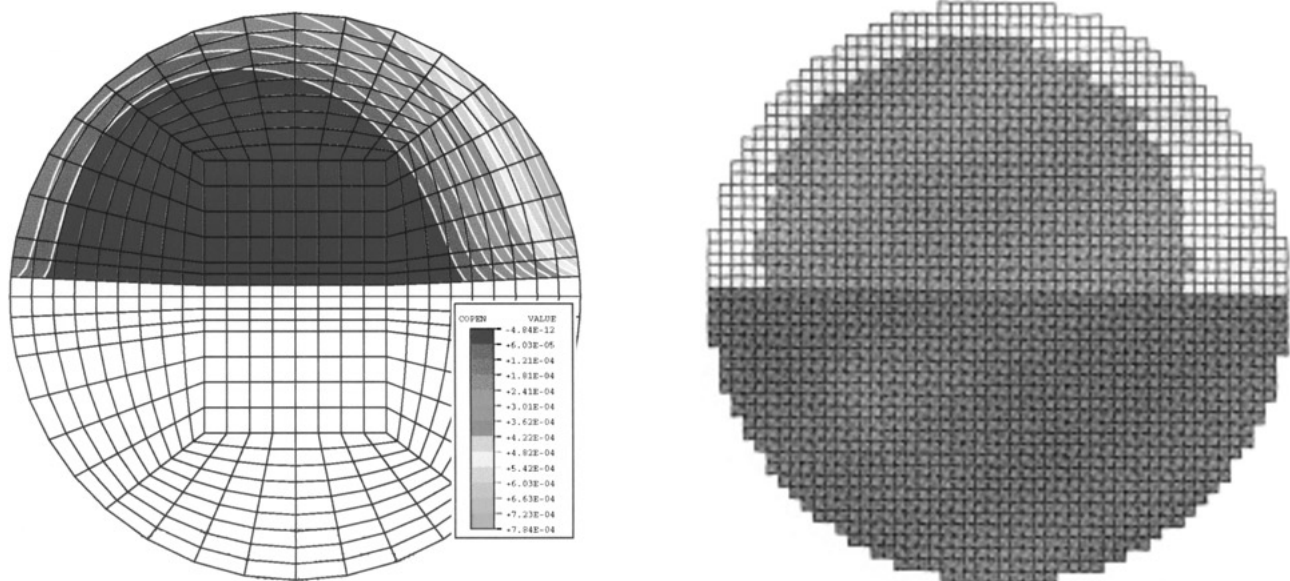 COPEN VALUE
-4.84E-12
+6.03E-05
+1.21E-04
+1.81E-04
+2.41E-04
+3.01E-04
+3.62E-04
+4.22E-04
+4.82E-04
+5.42E-04
+6.03E-04
+6.63E-04
+7.23E-04
+7.84E-04